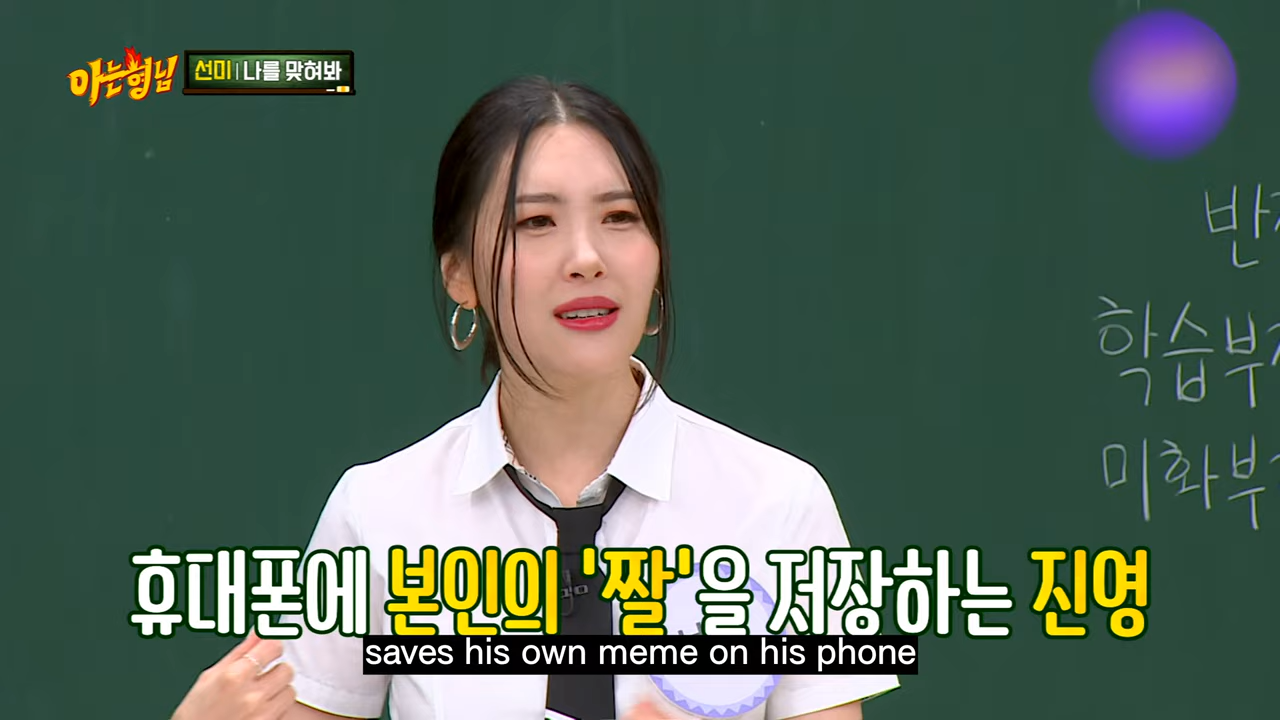 아는형님
선미 | 나를 맞혀봐
학습부
미화부
휴대폰에 본인의 '짤'을 저장하는 진영
saves his own meme on his phone